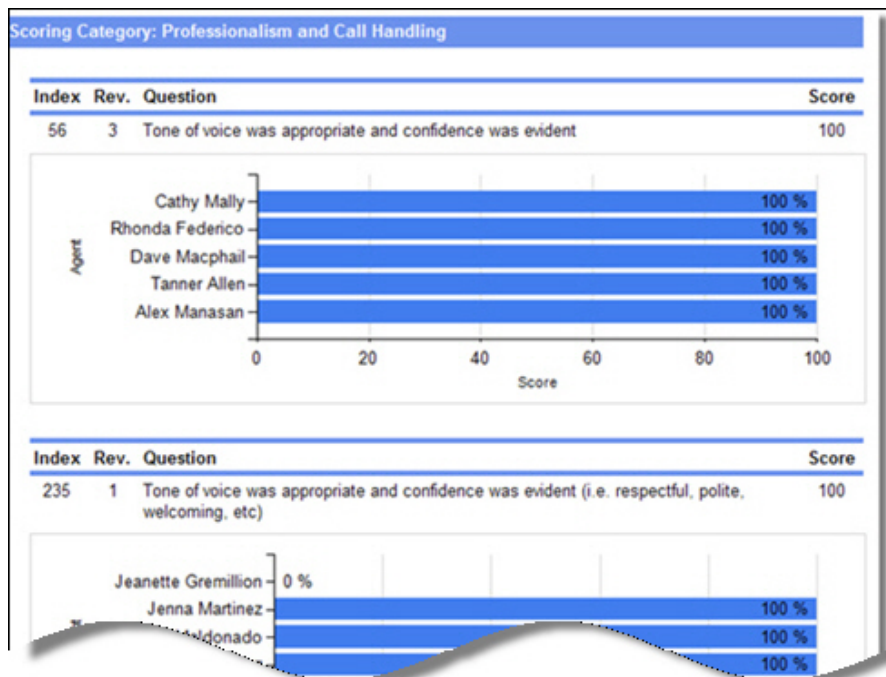 Scoring Category: Professionalism and Call Handling
Index Rev. Question Score
56 3 Tone of voice was appropriate and confidence was evident 100
Cathy Mally 100 %
Rhonda Federico 100 %
Dave Macphail 100 %
Tanner Allen 100 %
Alex Manasan 100 %
Agent
0 20 40 60 80 100
Score
Index Rev. Question Score
235 1 Tone of voice was appropriate and confidence was evident (i.e. respectful, polite, 100
welcoming, etc)
Jeanette Gremillion 0 %
Jenna Martinez 100 %
100 %
100 %